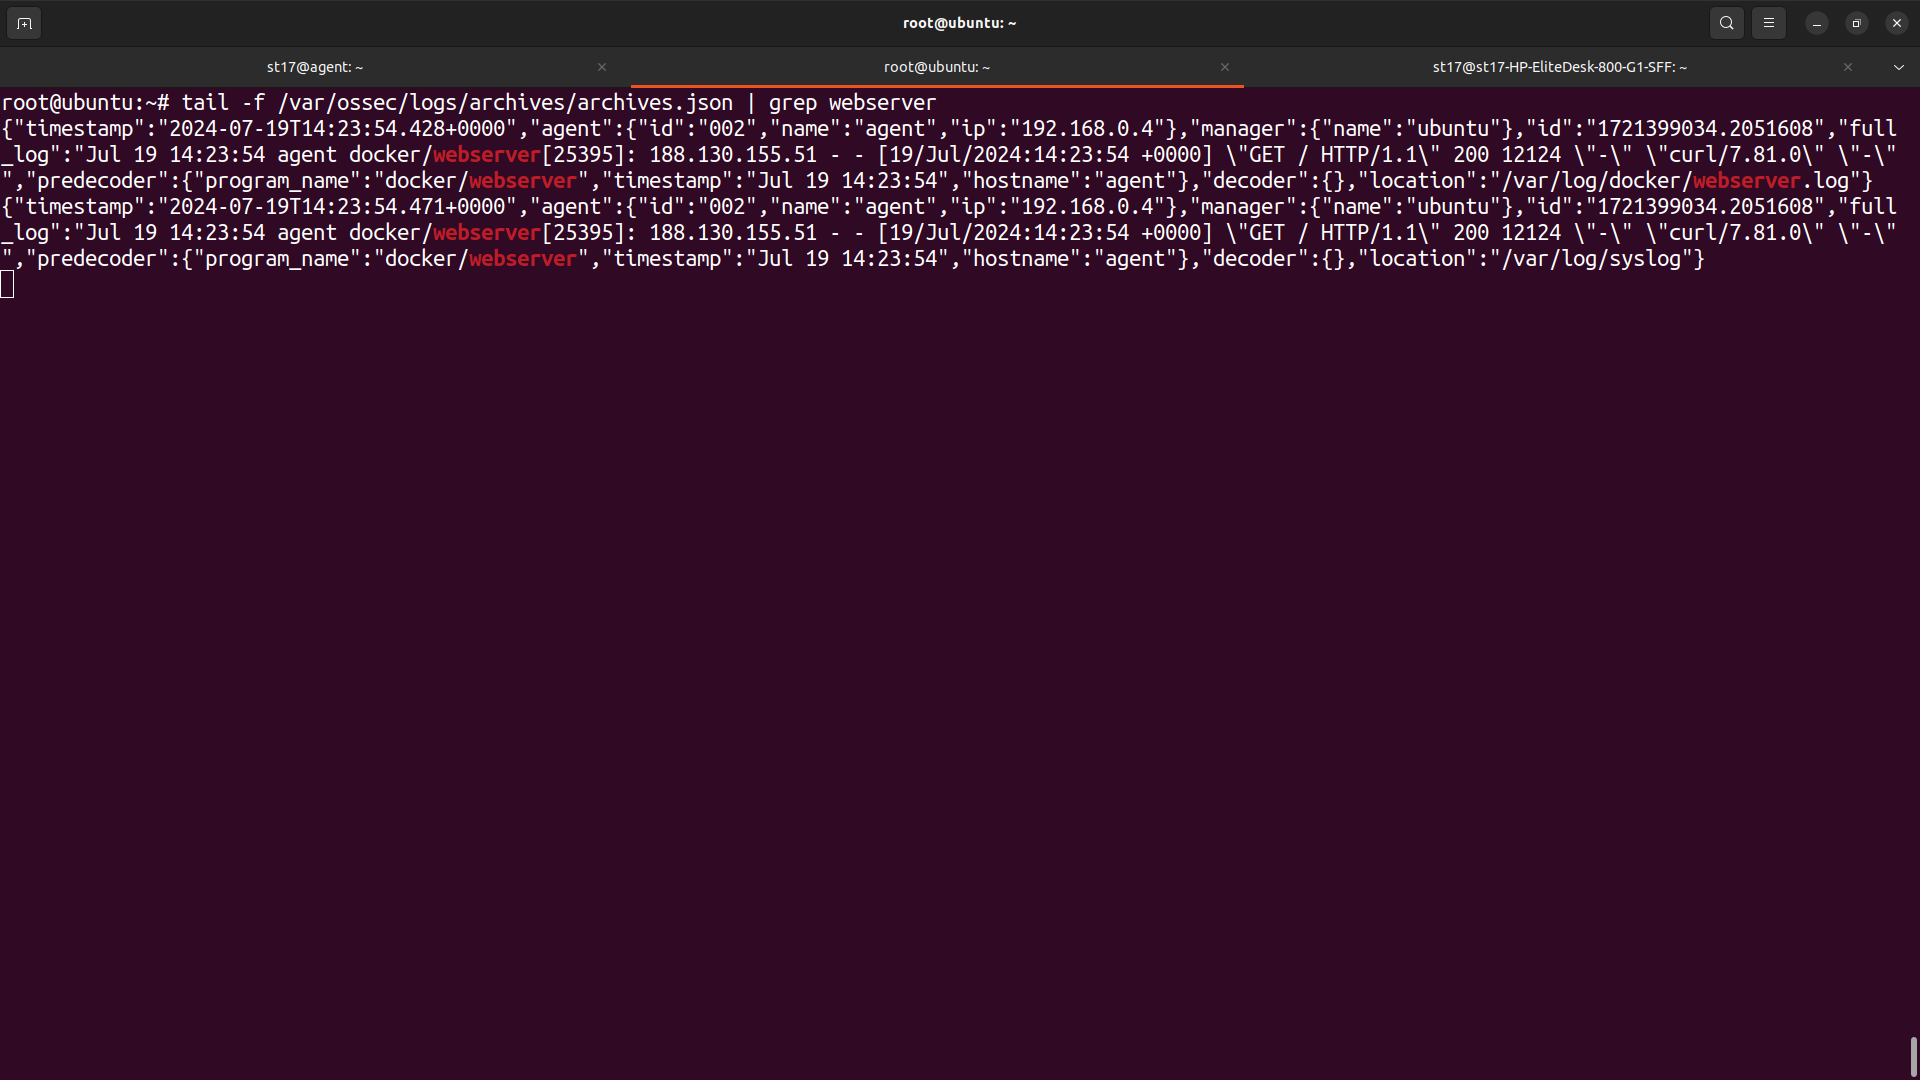 root@ubuntu: ~
st17@agent: ~
root@ubuntu: ~
st17@st17-HP-EliteDesk-800-G1-SFF: ~
root@ubuntu:~# tail -f /var/ossec/logs/archives/archives.json | grep webserver
{"timestamp":"2024-07-19T14:23:54.428+0000","agent":{"id":"002","name":"agent","ip":"192.168.0.4"},"manager":{"name":"ubuntu"},"id":"1721399034.2051608","full
_log":"Jul 19 14:23:54 agent docker/webserver[25395]: 188.130.155.51 - - [19/Jul/2024:14:23:54 +0000] \"GET / HTTP/1.1\" 200 12124 \"-\" \"curl/7.81.0\" \"-\"
","predecoder":{"program_name":"docker/webserver","timestamp":"Jul 19 14:23:54","hostname":"agent"},"decoder":{},"location":"/var/log/docker/webserver.log"}
{"timestamp":"2024-07-19T14:23:54.471+0000","agent":{"id":"002","name":"agent","ip":"192.168.0.4"},"manager":{"name":"ubuntu"},"id":"1721399034.2051608","full
_log":"Jul 19 14:23:54 agent docker/webserver[25395]: 188.130.155.51 - - [19/Jul/2024:14:23:54 +0000] \"GET / HTTP/1.1\" 200 12124 \"-\" \"curl/7.81.0\" \"-\"
","predecoder":{"program_name":"docker/webserver","timestamp":"Jul 19 14:23:54","hostname":"agent"},"decoder":{},"location":"/var/log/syslog"}